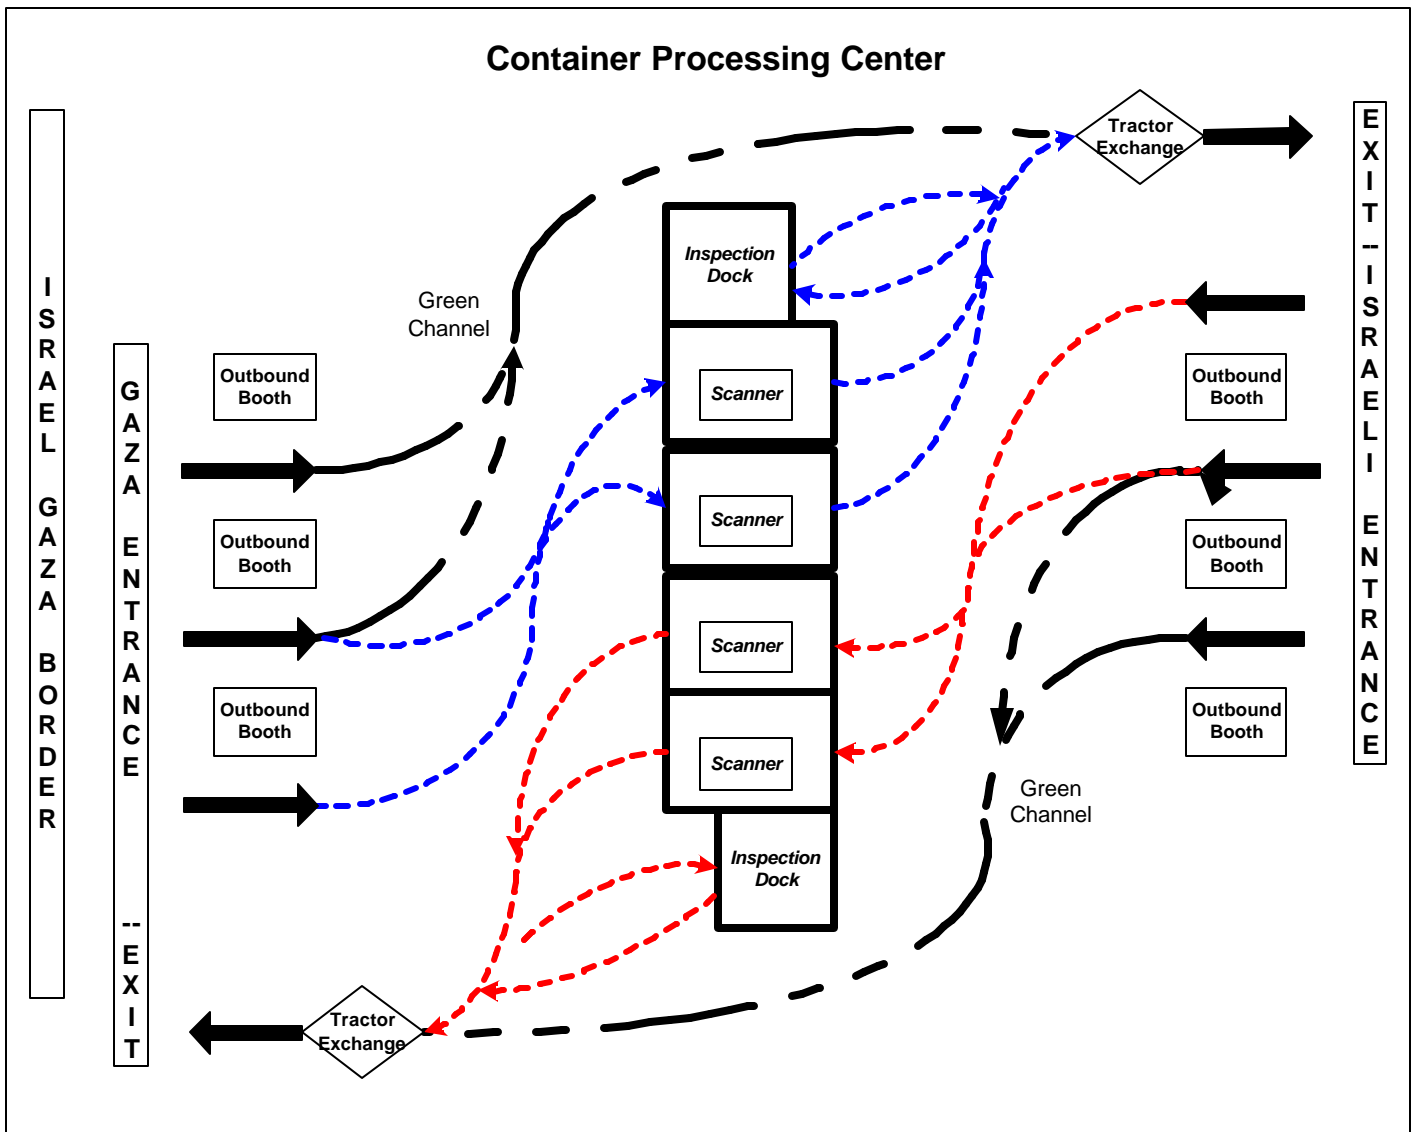 Container Processing Center
ISRAEL GAZA BORDER
GAZA ENTRANCE --EXIT
EXIT--ISRAELI ENTRANCE
Tractor
Exchange
Inspection
Dock
Green
Channel
Outbound
Booth
Scanner
Outbound
Booth
Outbound
Booth
Scanner
Outbound
Booth
Scanner
Outbound
Booth
Outbound
Booth
Scanner
Green
Channel
Inspection
Dock
Tractor
Exchange